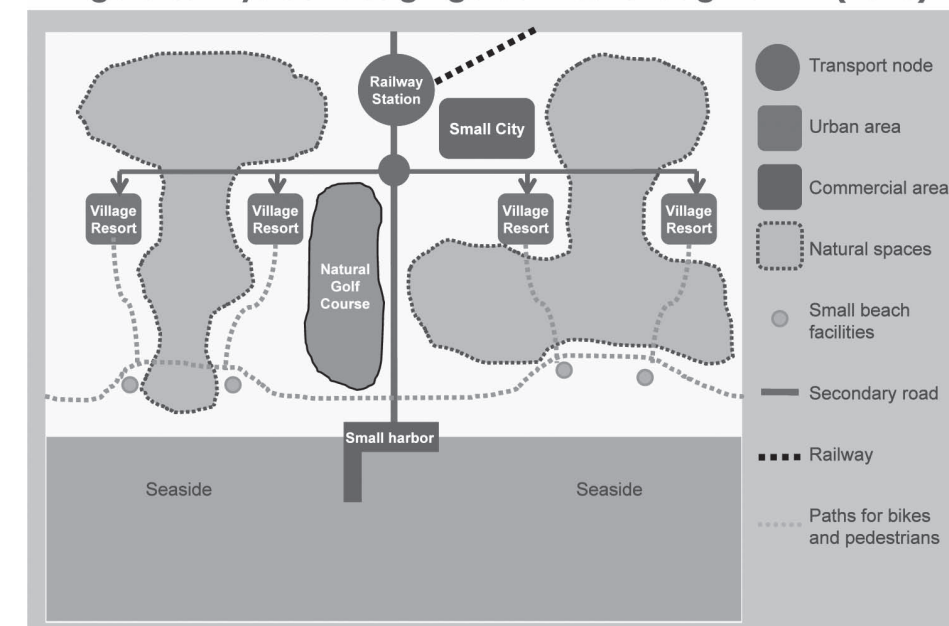 Railway
Station
Small City
Village
Resort
Village
Resort
Village
Resort
Village
Resort
Natural
Golf
Course
Small harbor
Seaside
Seaside
Transport node
Urban area
Commercial area
Natural spaces
Small beach
facilities
Secondary road
Railway
Paths for bikes
and pedestrians